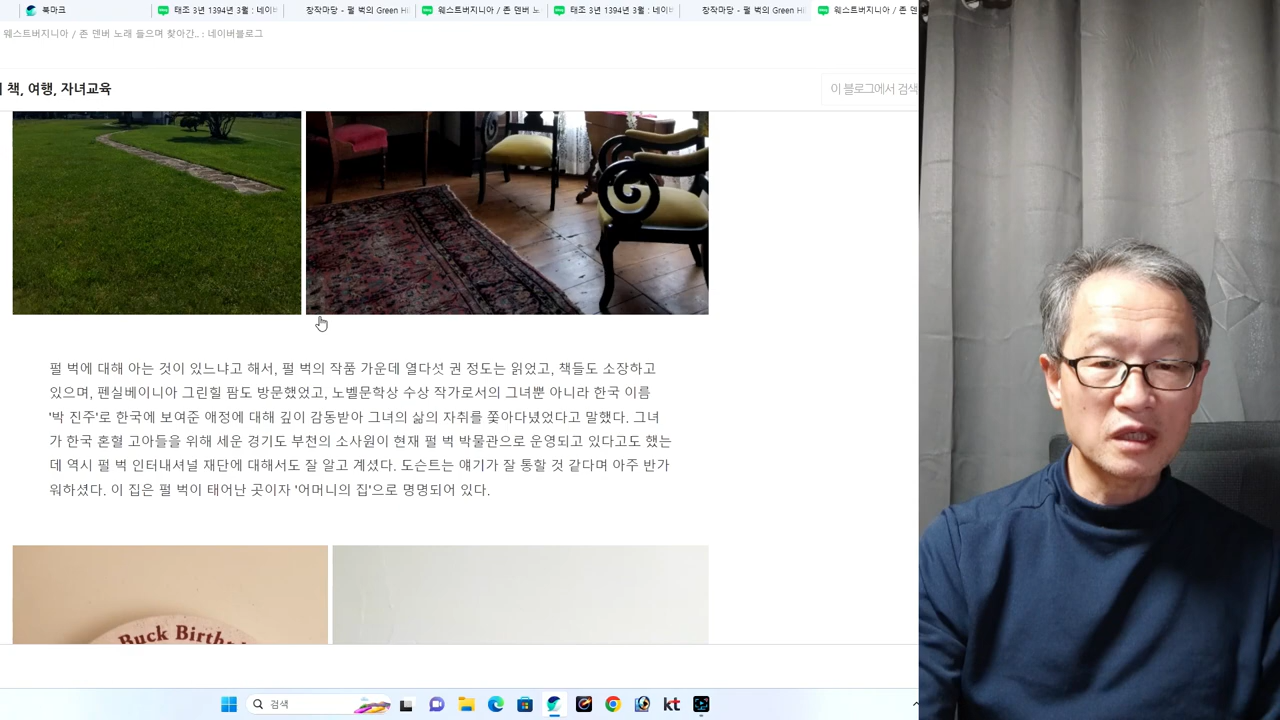 북마크
태조 3년 1394년 3월 : 네이버
창작마당 - 펄 벅의 Green Hi
웨스트버지니아 / 존 덴버 노
태조 3년 1394년 3월 : 네이버
창작마당 - 펄 벅의 Green Hi
웨스트버지니아 / 존 덴
웨스트버지니아 / 존 덴버 노래 들으며 찾아간.. : 네이버블로그
책, 여행, 자녀교육
이 블로그에서 검색
펄 벅에 대해 아는 것이 있느냐고 해서, 펄 벅의 작품 가운데 열다섯 권 정도는 읽었고, 책들도 소장하고
있으며, 펜실베이니아 그린힐 팜도 방문했었고, 노벨문학상 수상 작가로서의 그녀뿐 아니라 한국 이름
'박 진주'로 한국에 보여준 애정에 대해 깊이 감동받아 그녀의 삶의 자취를 쫓아다녔었다고 말했다. 그녀
가 한국 혼혈 고아들을 위해 세운 경기도 부천의 소사원이 현재 펄 벅 박물관으로 운영되고 있다고도 했는
데 역시 펄 벅 인터내셔널 재단에 대해서도 잘 알고 계셨다. 도슨트는 얘기가 잘 통할 것 같다며 아주 반가
워하셨다. 이 집은 펄 벅이 태어난 곳이자 '어머니의 집'으로 명명되어 있다.
Buck Birth
검색
kt